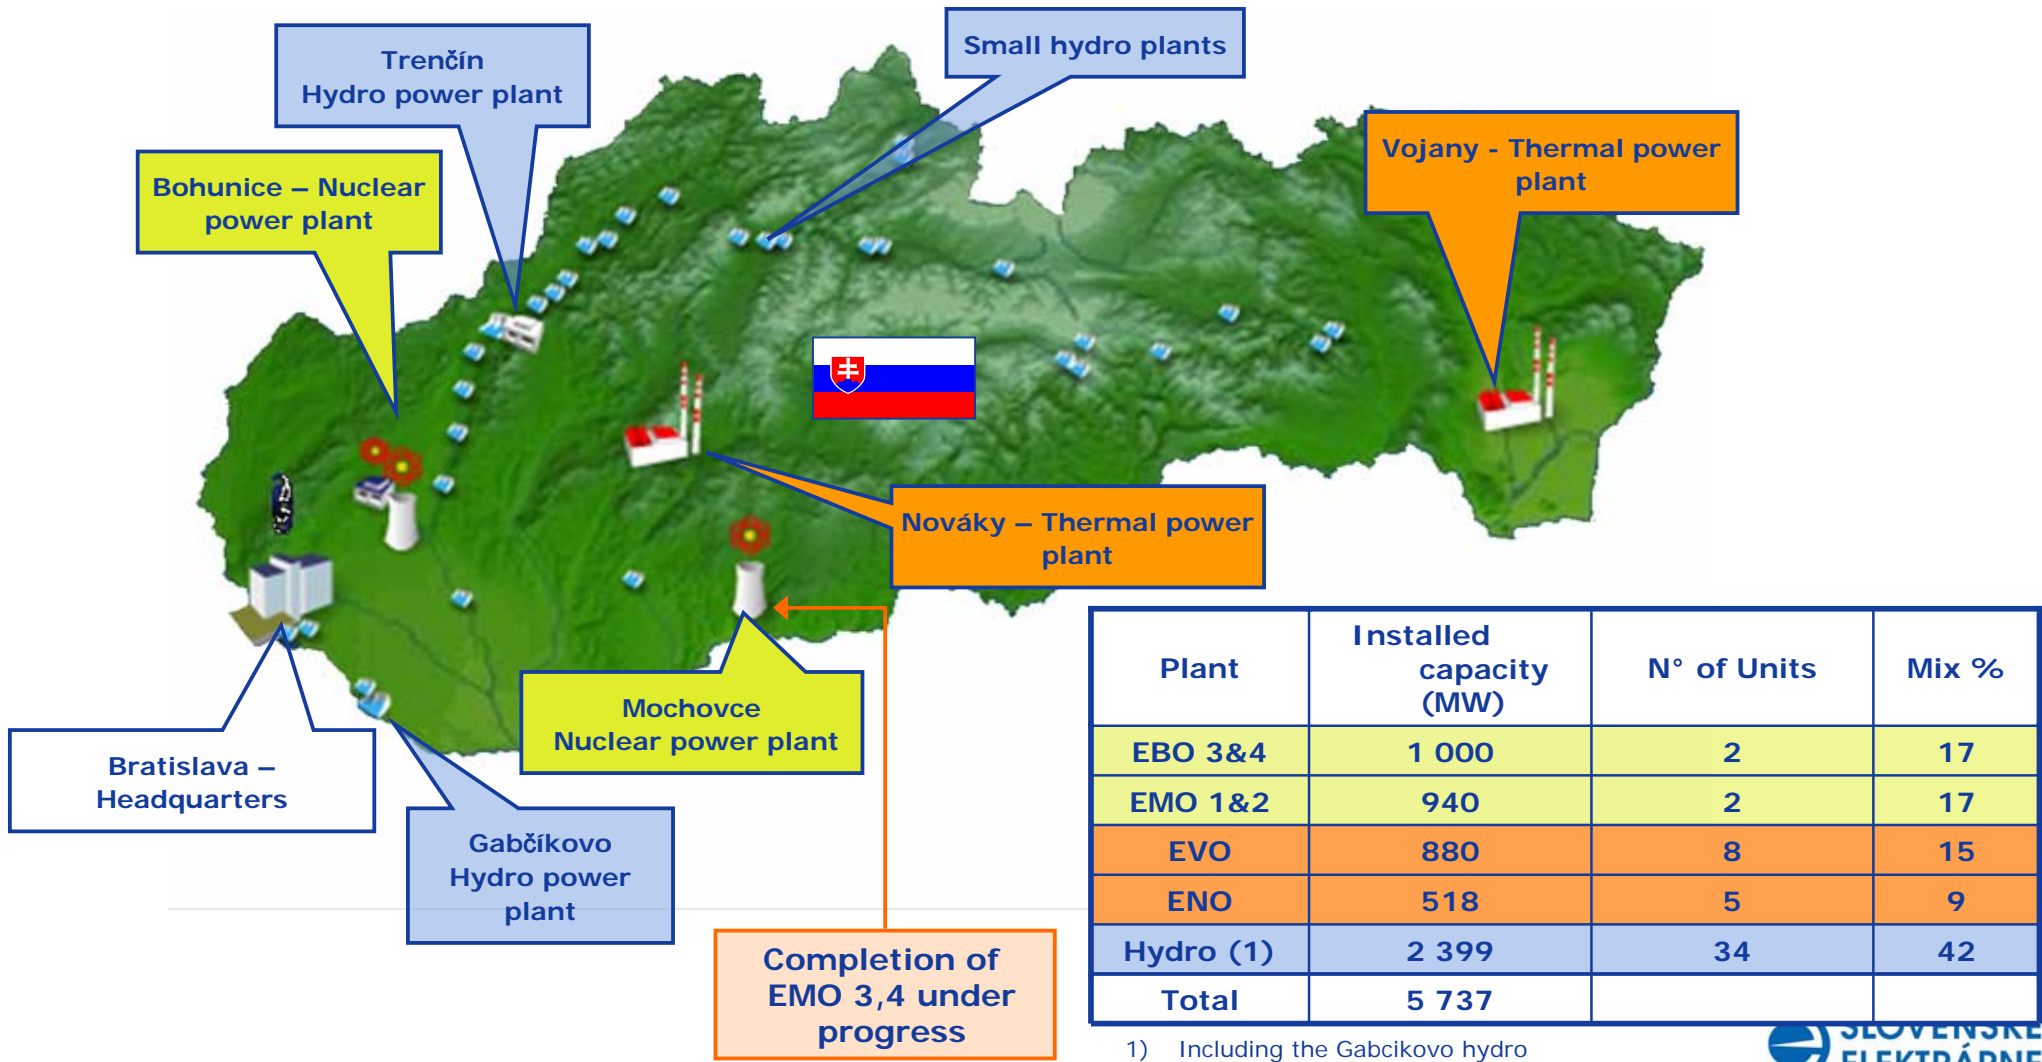 Trenčín
Hydro power plant
Small hydro plants
Bohunice – Nuclear
power plant
Vojany - Thermal power
plant
Nováky – Thermal power
plant
Mochovce
Nuclear power plant
Bratislava –
Headquarters
Gabčíkovo
Hydro power
plant
Completion of
EMO 3,4 under
progress
Plant Installed capacity (MW) N° of Units Mix %
EBO 3&4 1 000 2 17
EMO 1&2 940 2 17
EVO 880 8 15
ENO 518 5 9
Hydro (1) 2 399 34 42
Total 5 737
1) Including the Gabcikovo hydro
SLOVENSKÉ
ELEKTRÁRNE